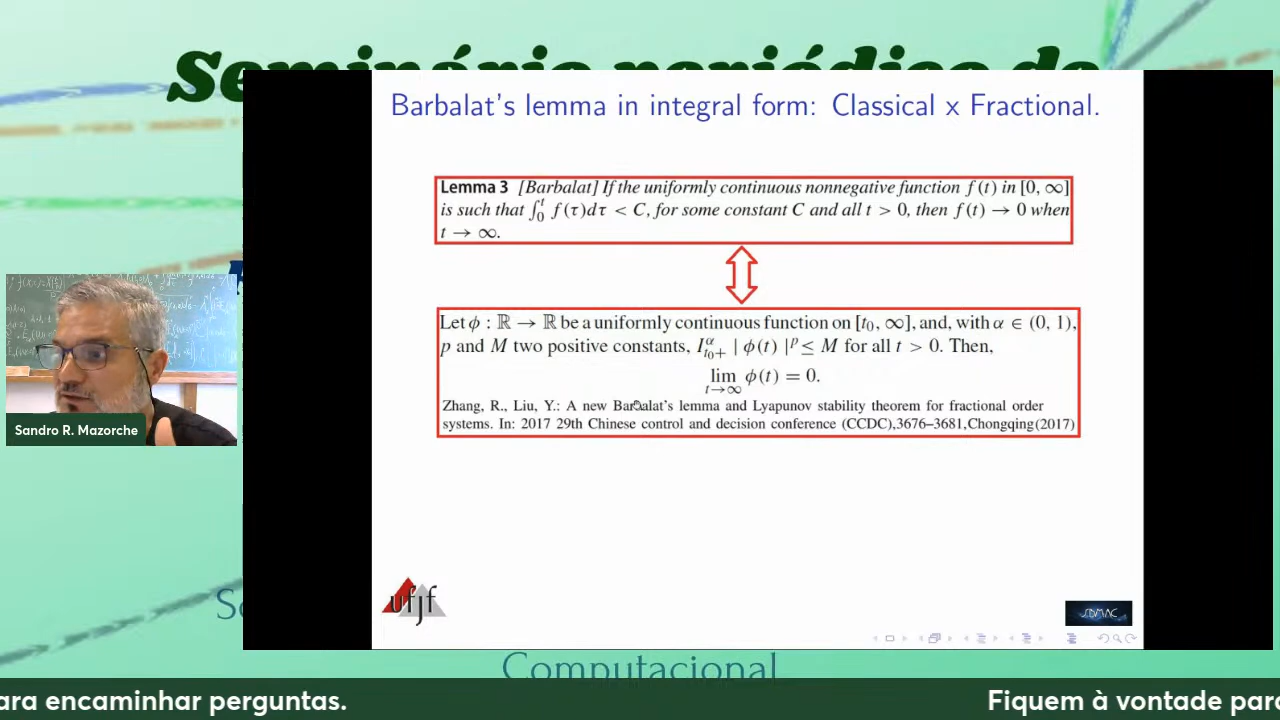 Barbalat's lemma in integral form: Classical x Fractional.
Lemma 3 [Barbalat] If the uniformly continuous nonnegative function f(t) in [0, ∞]
is such that ∫₀ᵗ f(τ)dτ < C, for some constant C and all t > 0, then f(t) → 0 when
t → ∞.
Let ϕ : ℝ → ℝ be a uniformly continuous function on [t₀, ∞], and, with α ∈ (0, 1),
p and M two positive constants, I^α_{t₀+} | ϕ(t) |^p ≤ M for all t > 0. Then,
lim_{t→∞} ϕ(t) = 0.
Zhang, R., Liu, Y.: A new Barbalat's lemma and Lyapunov stability theorem for fractional order
systems. In: 2017 29th Chinese control and decision conference (CCDC),3676–3681,Chongqing(2017)
Sandro R. Mazorche
ufjf
Computacional
ara encaminhar perguntas.
Fiquem à vontade para